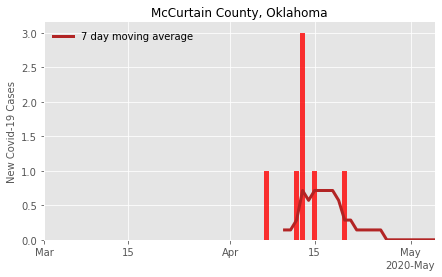 McCurtain County, Oklahoma
7 day moving average
New Covid-19 Cases
3.0
2.5
2.0
1.5
1.0
0.5
0.0
Mar 15 Apr 15 May
2020-May